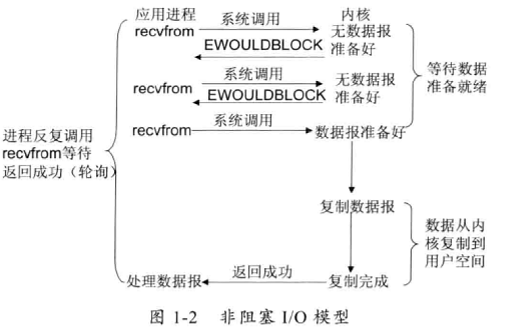 应用进程
系统调用
内核
recvfrom
无数据报
准备好
EWOULDBLOCK
系统调用
recvfrom
无数据报
准备好
EWOULDBLOCK
等待数据
准备就绪
recvfrom
系统调用
数据报准备好
进程反复调用
recvfrom等待
返回成功（轮询）
复制数据报
数据从内
核复制到
用户空间
处理数据报
返回成功
复制完成
图 1-2 非阻塞 I/O 模型